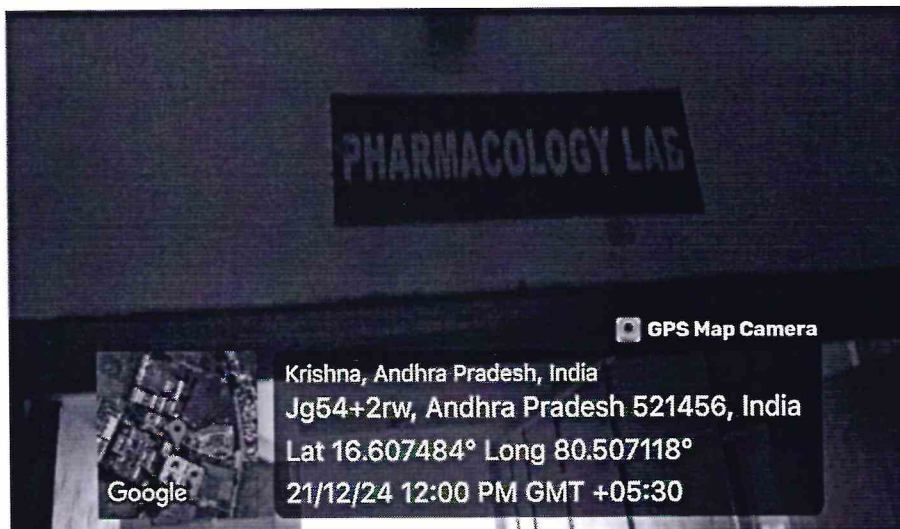 PHARMACOLOGY LAB
GPS Map Camera
Krishna, Andhra Pradesh, India
Jg54+2rw, Andhra Pradesh 521456, India
Lat 16.607484° Long 80.507118°
21/12/24 12:00 PM GMT +05:30
Google